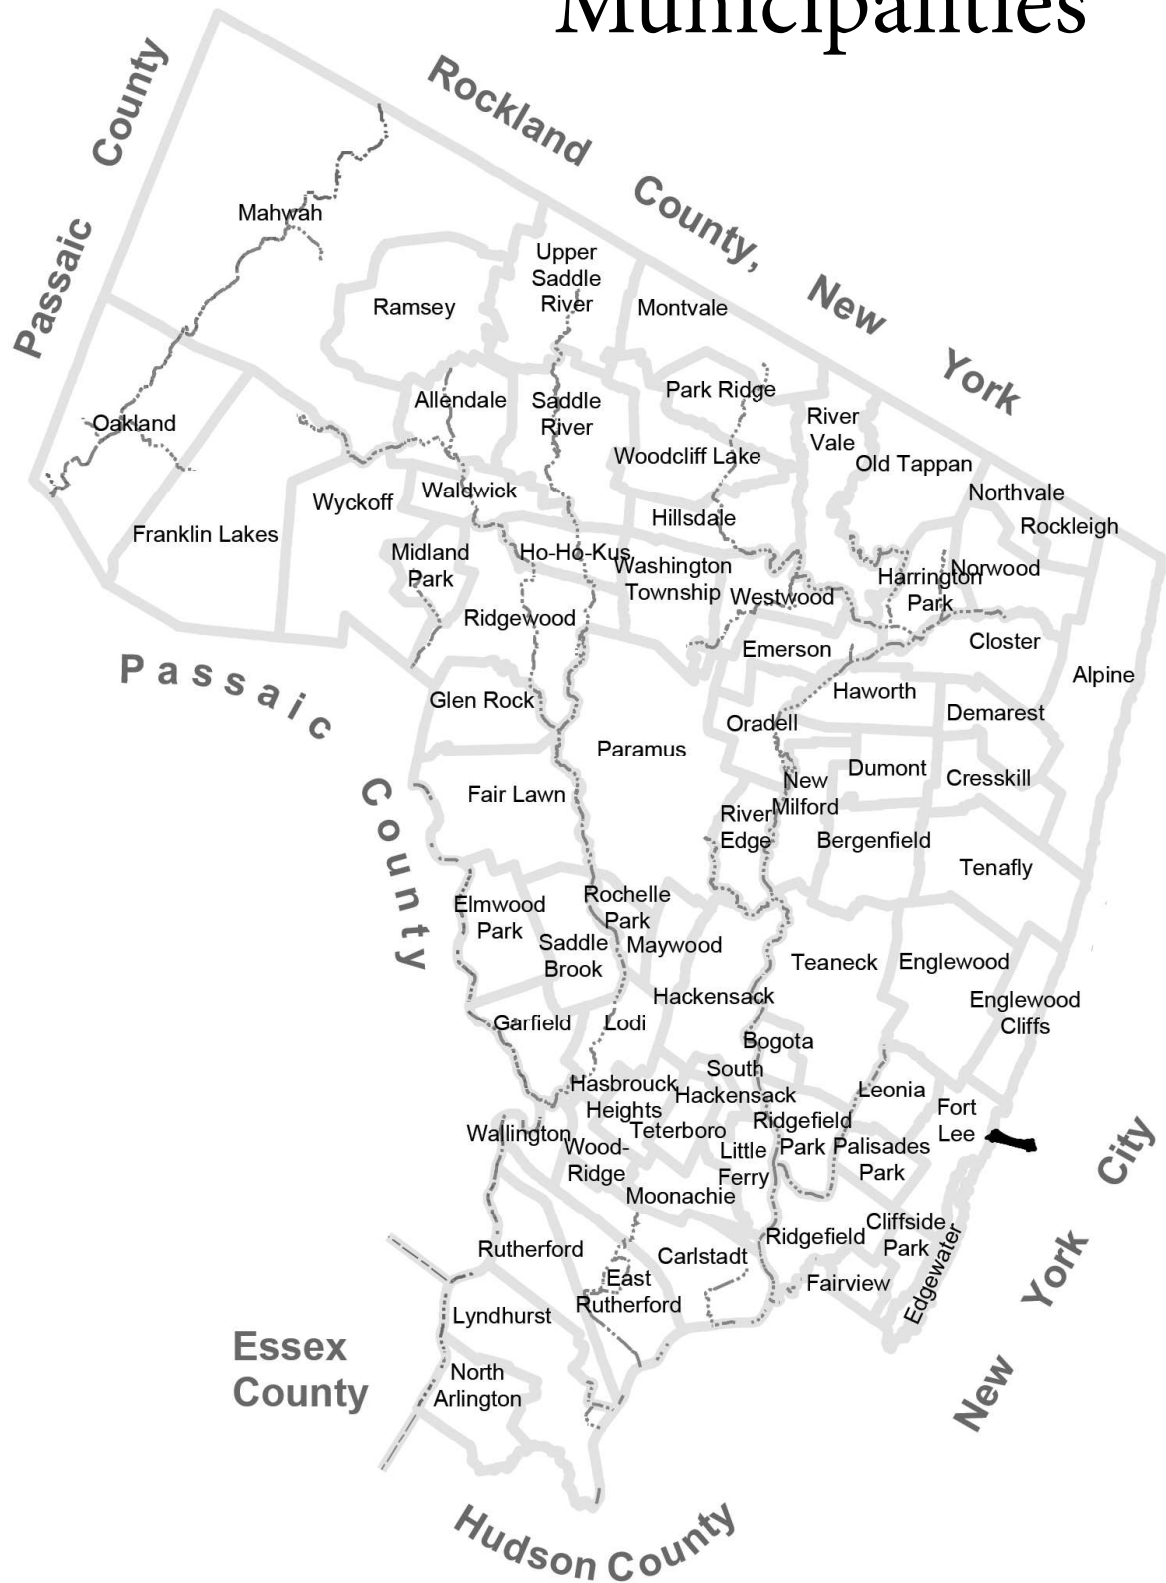 Municipalities
Passaic County
Rockland County, New York
Mahwah
Upper
Saddle
River
Ramsey
Montvale
Park Ridge
Allendale
Saddle
River
River
Vale
Oakland
Woodcliff Lake
Old Tappan
Waldwick
Northvale
Wyckoff
Hillsdale
Rockleigh
Franklin Lakes
Midland
Park
Ho-Ho-Kus
Washington
Township
Norwood
Harrington
Park
Westwood
Ridgewood
Closter
Emerson
Alpine
Passaic County
Glen Rock
Haworth
Demarest
Oradell
Paramus
Dumont
Cresskill
Fair Lawn
New
Milford
River
Edge
Bergenfield
Tenafly
Rochelle
Park
Elmwood
Park
Saddle
Brook
Maywood
Teaneck
Englewood
Hackensack
Englewood
Cliffs
Garfield
Lodi
Bogota
South
Hackensack
Hasbrouck
Heights
Leonia
Fort
Lee
Ridgefield
Park
Wallington
Teterboro
Wood-
Ridge
Little
Ferry
Palisades
Park
Moonachie
New York City
Rutherford
Carlstadt
Ridgefield
Cliffside
Park
Edgewater
East
Rutherford
Fairview
Lyndhurst
Essex
County
North
Arlington
Hudson County